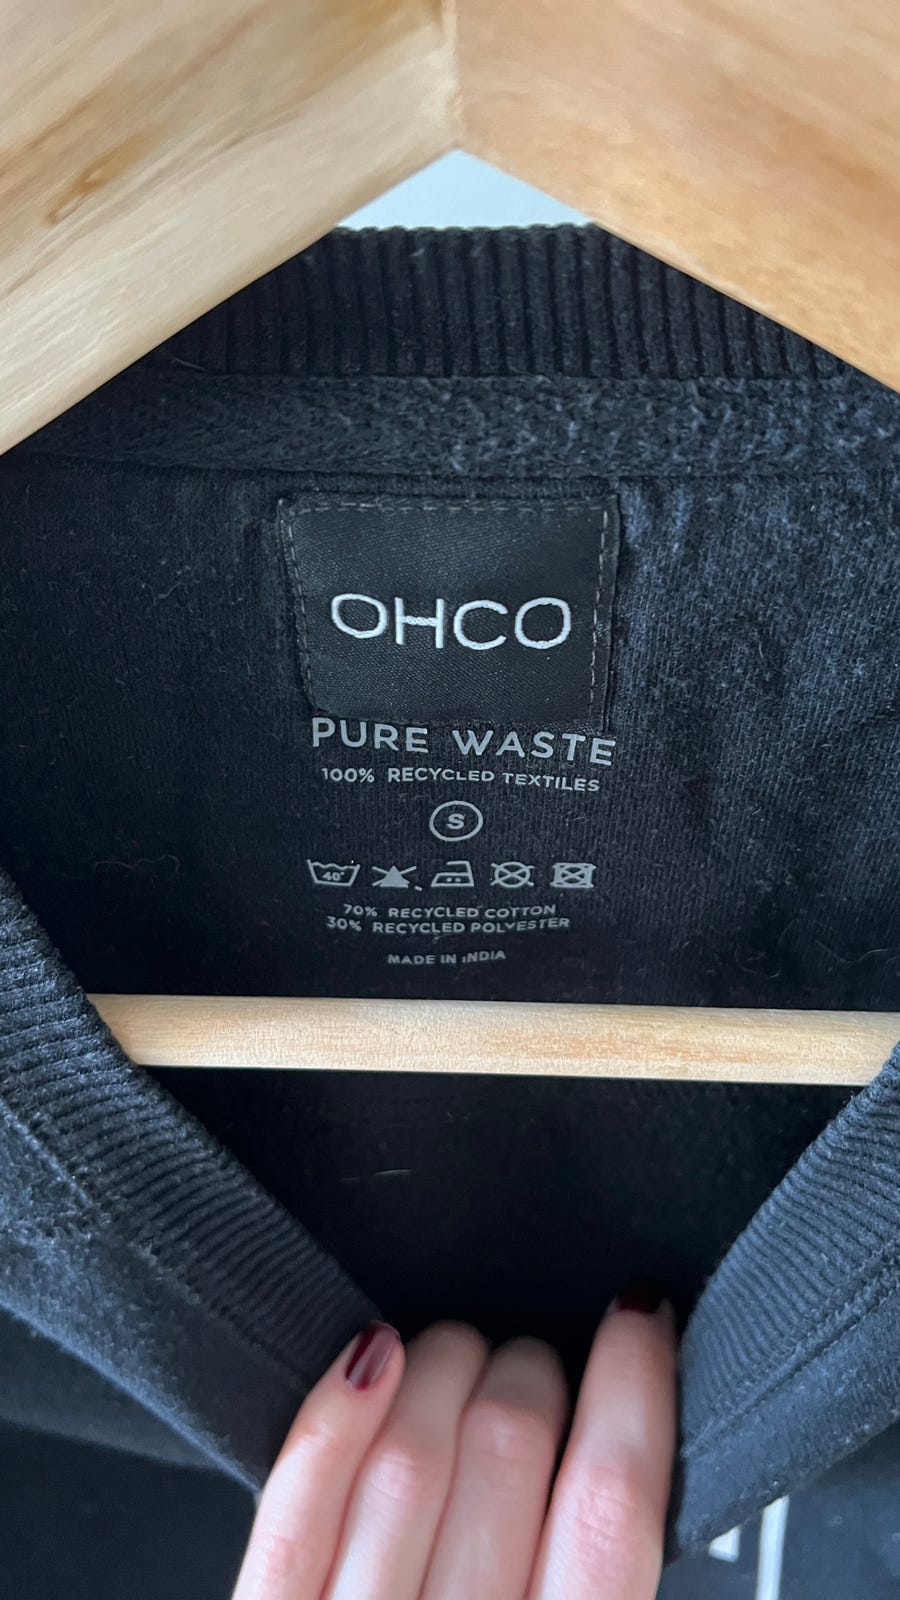 OHCO
PURE WASTE
100% RECYCLED TEXTILES
S
40°
70% RECYCLED COTTON
30% RECYCLED POLYESTER
MADE IN INDIA